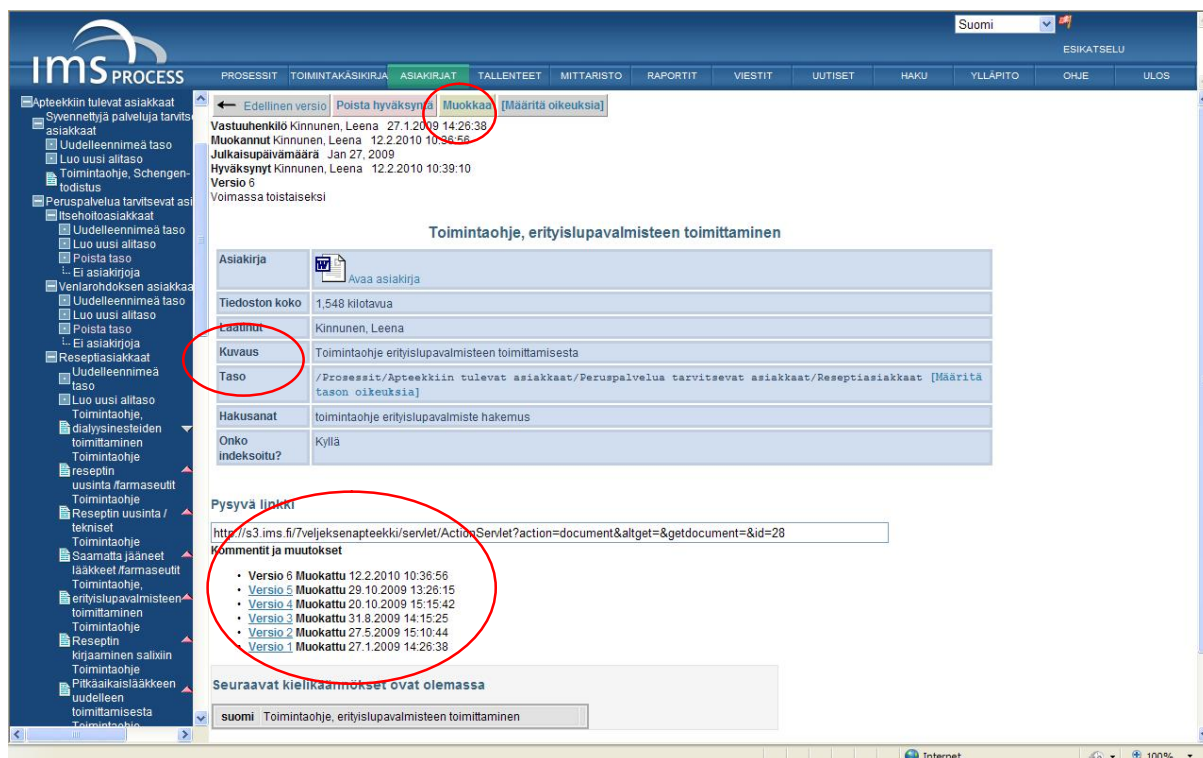 Suomi
ESIKATSELU
IMS PROCESS
PROSESSIT TOIMINTAKÄSIKIRJA ASIAKIRJAT TALLENTEET MITTARISTO RAPORTIT VIESTIT UUTISET HAKU YLLÄPITO OHJE ULOS
Apteekkiin tulevat asiakkaat
Syvennettyjä palveluja tarvits
asiakkaat
Uudelleennimeä taso
Luo uusi alitaso
Toimintaohje, Schengen-
todistus
Peruspalvelua tarvitsevat asi
Itsehoitoasiakkaat
Uudelleennimeä taso
Luo uusi alitaso
Poista taso
Ei asiakirjoja
Venlarohdoksen asiakkaa
Uudelleennimeä taso
Luo uusi alitaso
Poista taso
Ei asiakirjoja
Reseptiasiakkaat
Uudelleennimeä
taso
Luo uusi alitaso
Toimintaohje,
dialyysinesteiden
toimittaminen
Toimintaohje
reseptin
uusinta /farmaseutit
Toimintaohje
Reseptin uusinta /
tekniset
Toimintaohje
Saamatta jääneet
lääkkeet /farmaseutit
Toimintaohje,
erityislupavalmisteen
toimittaminen
Toimintaohje
Reseptin
kirjaaminen salixiin
Toimintaohje
Pitkäaikaislääkkeen
uudelleen
toimittamisesta
Toimintaohje
Edellinen versio Poista hyväksyntä Muokkaa [Määritä oikeuksia]
Vastuuhenkilö Kinnunen, Leena 27.1.2009 14:26:38
Muokannut Kinnunen, Leena 12.2.2010 10:36:56
Julkaisupäivämäärä Jan 27, 2009
Hyväksynyt Kinnunen, Leena 12.2.2010 10:39:10
Versio 6
Voimassa toistaiseksi
Toimintaohje, erityislupavalmisteen toimittaminen
Asiakirja Avaa asiakirja
Tiedoston koko 1,548 kilotavua
Laatinut Kinnunen, Leena
Kuvaus Toimintaohje erityislupavalmisteen toimittamisesta
Taso /Prosessit/Apteekkiin tulevat asiakkaat/Peruspalvelua tarvitsevat asiakkaat/Reseptiasiakkaat [Määritä
tason oikeuksia]
Hakusanat toimintaohje erityislupavalmiste hakemus
Onko
indeksoitu? Kyllä
Pysyvä linkki
http://s3.ims.fi/7veljeksenapteekki/servlet/ActionServlet?action=document&altget=&getdocument=&id=28
Kommentit ja muutokset
• Versio 6 Muokattu 12.2.2010 10:36:56
• Versio 5 Muokattu 29.10.2009 13:26:15
• Versio 4 Muokattu 20.10.2009 15:15:42
• Versio 3 Muokattu 31.8.2009 14:15:25
• Versio 2 Muokattu 27.5.2009 15:10:44
• Versio 1 Muokattu 27.1.2009 14:26:38
Seuraavat kielikäännökset ovat olemassa
suomi Toimintaohje, erityislupavalmisteen toimittaminen
Internet 100%